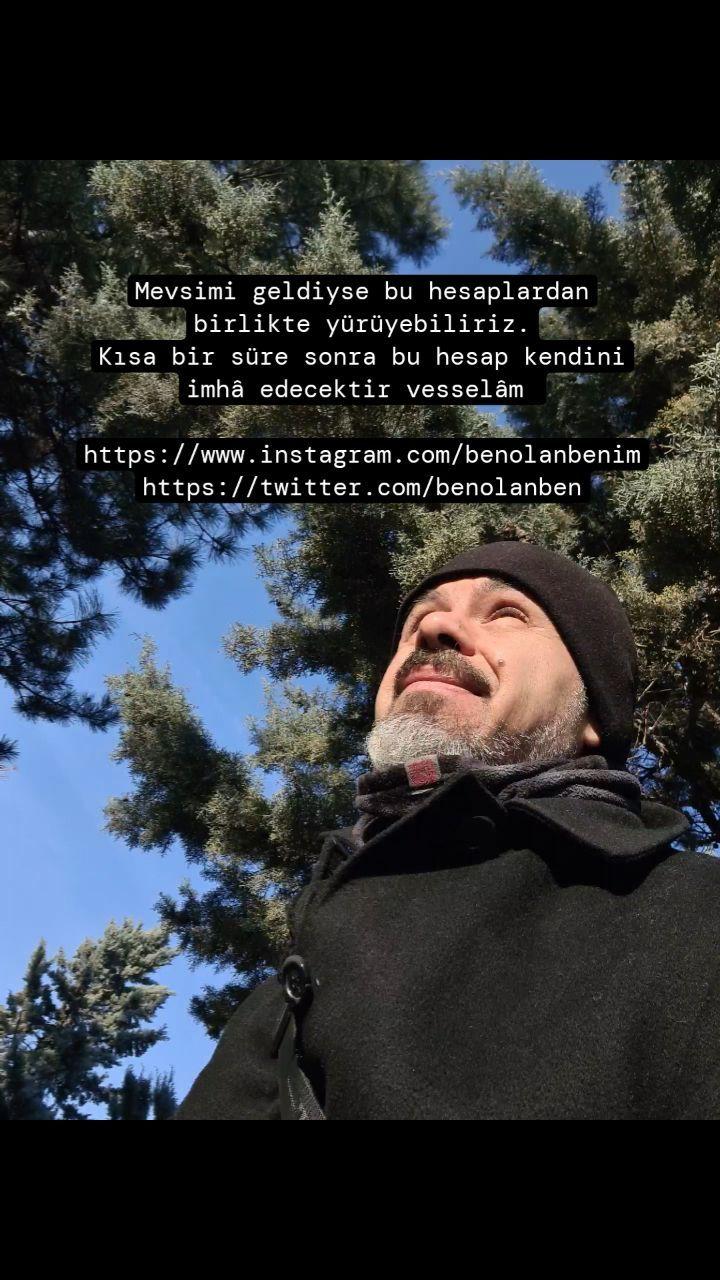 Mevsimi geldiyse bu hesaplardan
birlikte yürüyebiliriz.
Kısa bir süre sonra bu hesap kendini
imhâ edecektir vesselâm
https://www.instagram.com/benolanbenim
https://twitter.com/benolanben